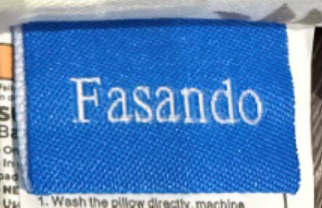 Fasando
1. Wash the pillow directly, machine